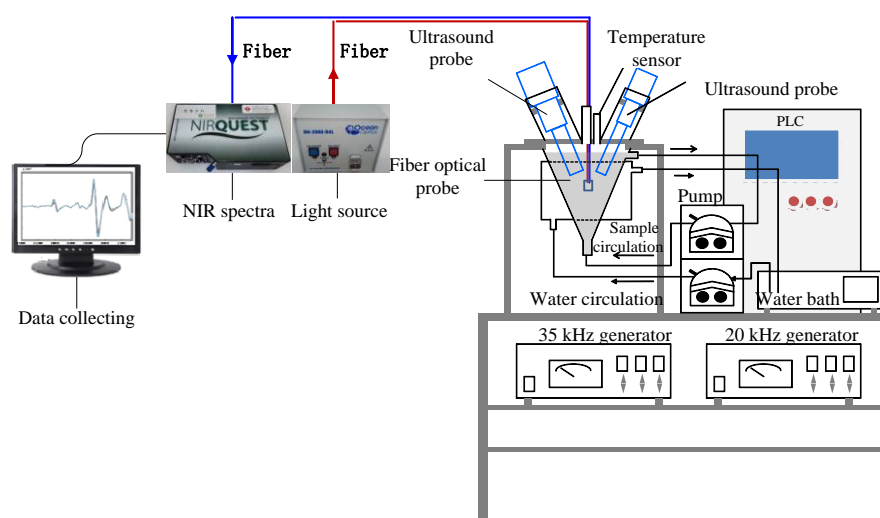 Fiber
Fiber
Ultrasound
probe
Temperature
sensor
Ultrasound probe
PLC
NIRQUEST
Ocean
Optics
Fiber optical
probe
NIR spectra
Light source
Pump
Sample
circulation
Data collecting
Water circulation
Water bath
35 kHz generator
20 kHz generator